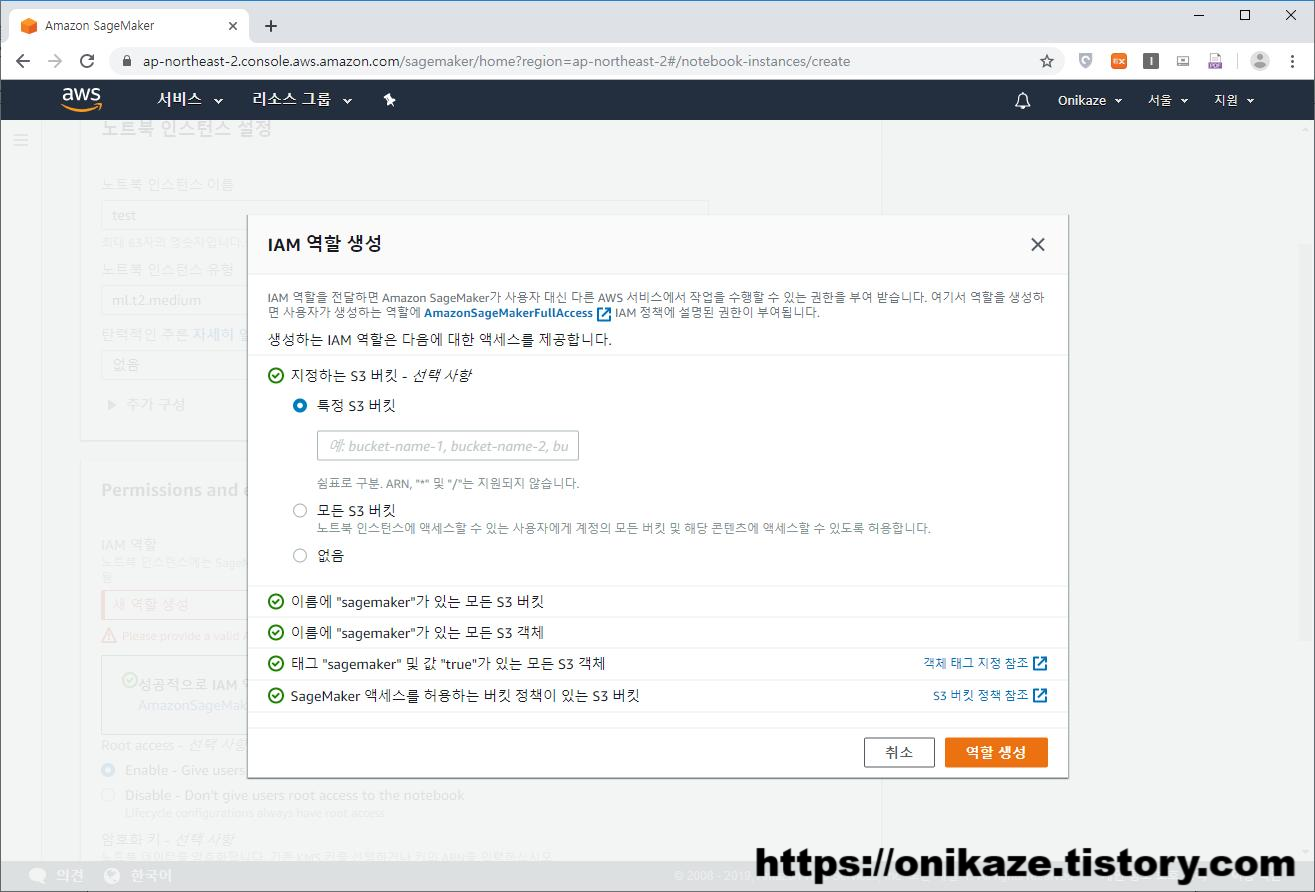 Amazon SageMaker
ap-northeast-2.console.aws.amazon.com/sagemaker/home?region=ap-northeast-2#/notebook-instances/create
aws 서비스 리소스 그룹 Onikaze 서울 지원
노트북 인스턴스 설정
노트북 인스턴스 이름
test
최대 63자의 영숫자입니다.
노트북 인스턴스 유형
ml.t2.medium
탄력적인 추론 자세히
없음
추가 구성
Permissions and
IAM 역할
노트북 인스턴스에는
새 역할 생성
Please provide a valid
성공적으로 IAM
Root access - 선택 사항
Enable - Give users
Disable - Don't give users root access to the notebook
Lifecycle configurations always have root access
암호화 키 - 선택 사항
IAM 역할 생성
IAM 역할을 전달하면 Amazon SageMaker가 사용자 대신 다른 AWS 서비스에서 작업을 수행할 수 있는 권한을 부여 받습니다. 여기서 역할을 생성하
면 사용자가 생성하는 역할에 AmazonSageMakerFullAccess IAM 정책에 설명된 권한이 부여됩니다.
생성하는 IAM 역할은 다음에 대한 액세스를 제공합니다.
지정하는 S3 버킷 - 선택 사항
특정 S3 버킷
예: bucket-name-1, bucket-name-2, bu
쉼표로 구분. ARN, "*" 및 "/"는 지원되지 않습니다.
모든 S3 버킷
노트북 인스턴스에 액세스할 수 있는 사용자에게 계정의 모든 버킷 및 해당 콘텐츠에 액세스할 수 있도록 허용합니다.
없음
이름에 "sagemaker"가 있는 모든 S3 버킷
이름에 "sagemaker"가 있는 모든 S3 객체
태그 "sagemaker" 및 값 "true"가 있는 모든 S3 객체 객체 태그 지정 참조
SageMaker 액세스를 허용하는 버킷 정책이 있는 S3 버킷 S3 버킷 정책 참조
취소 역할 생성
의견 한국어
https://onikaze.tistory.com